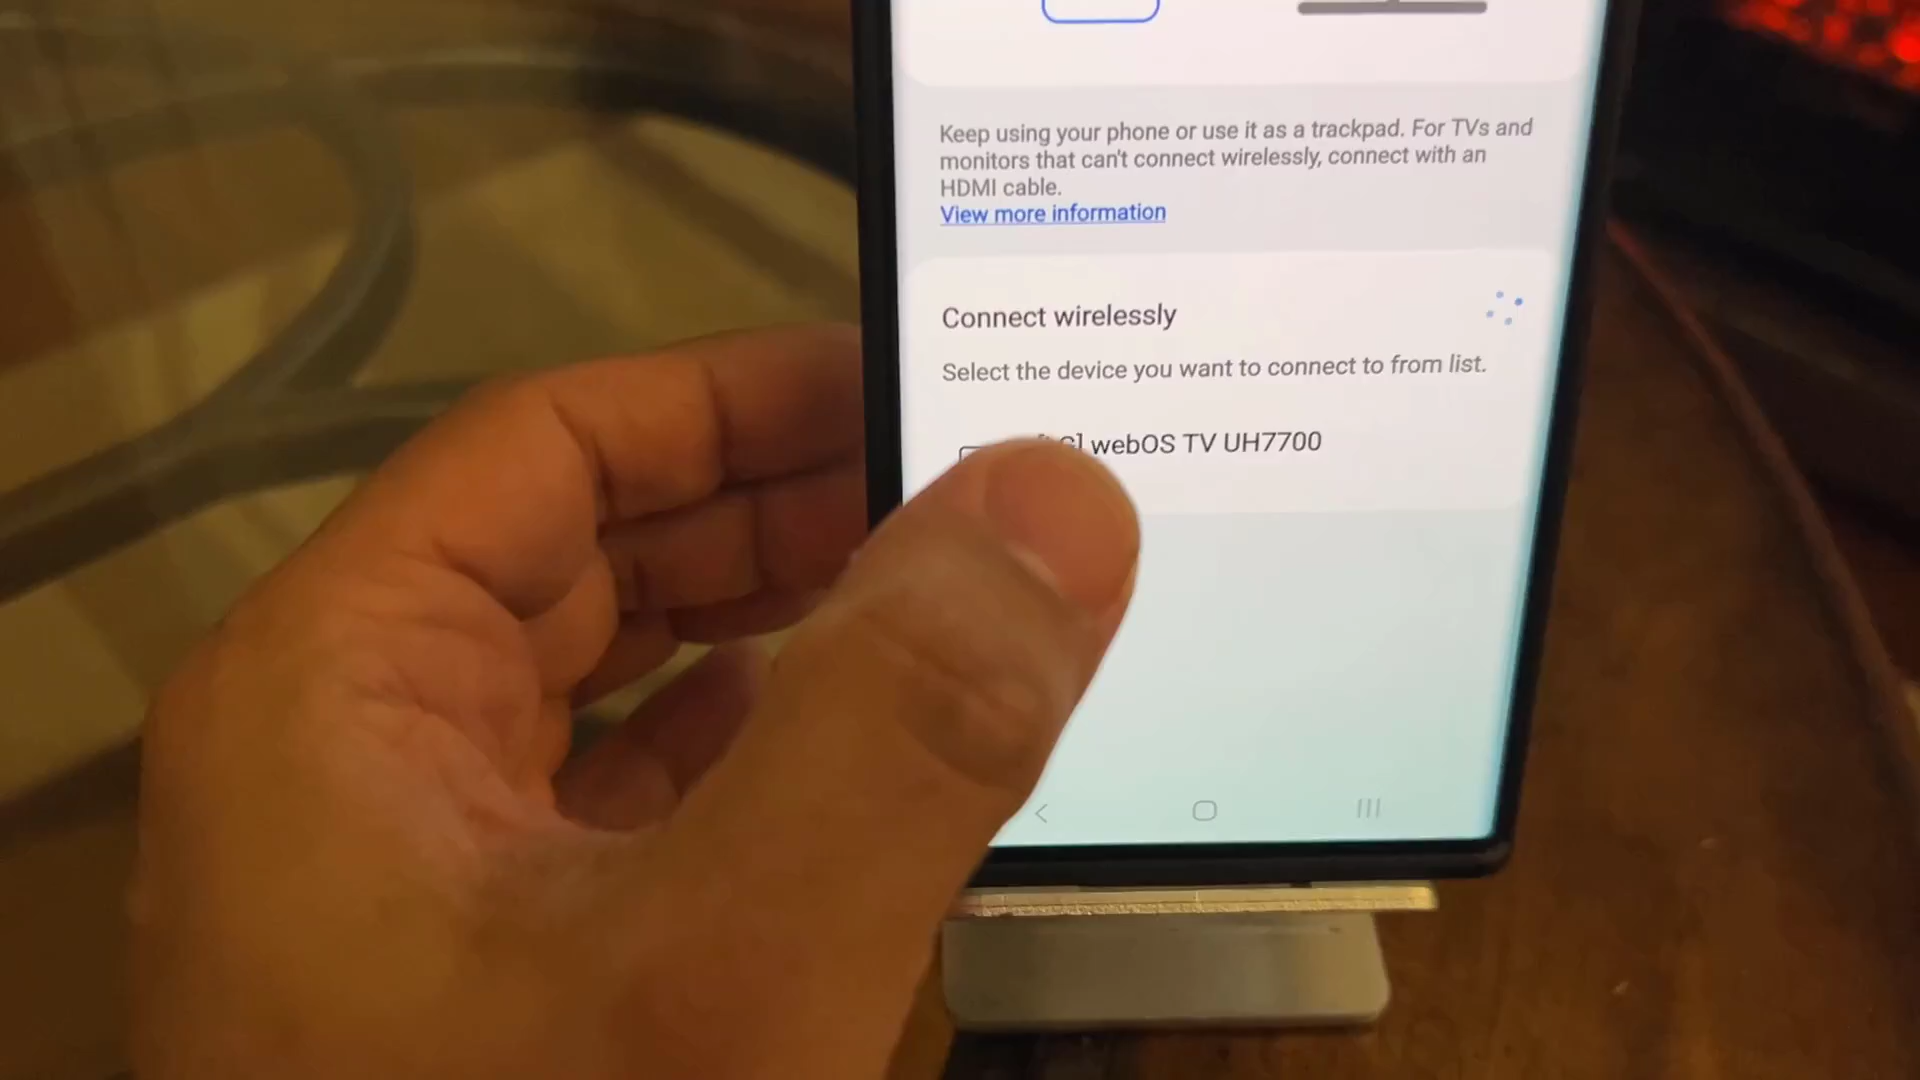 Keep using your phone or use it as a trackpad. For TVs and
monitors that can't connect wirelessly, connect with an
HDMI cable.
View more information
Connect wirelessly
Select the device you want to connect to from list.
webOS TV UH7700